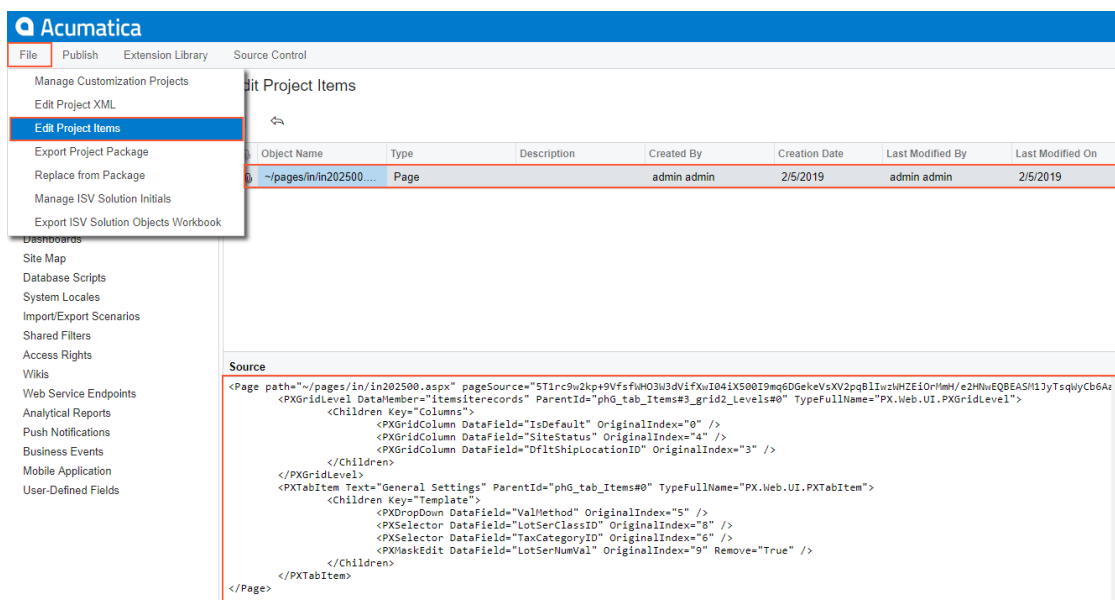 Acumatica
File Publish Extension Library Source Control
Manage Customization Projects
Edit Project XML
Edit Project Items
Export Project Package
Replace from Package
Manage ISV Solution Initials
Export ISV Solution Objects Workbook
dit Project Items
Object Name Type Description Created By Creation Date Last Modified By Last Modified On
~/pages/in/in202500.... Page admin admin 2/5/2019 admin admin 2/5/2019
Dashboards
Site Map
Database Scripts
System Locales
Import/Export Scenarios
Shared Filters
Access Rights
Wikis
Web Service Endpoints
Analytical Reports
Push Notifications
Business Events
Mobile Application
User-Defined Fields
Source
<Page path="~/pages/in/in202500.aspx" pageSource="5T1rc9w2kp+9VfsfWHO3W3dVifXwI04iX500I9mq6DGekeVsXV2pqBlIwzWHZEiOrMmH/e2HNwEQBEASM1JyTsqWyCb6Aa
<PXGridLevel DataMember="itemsiterecords" ParentId="phG_tab_Items#3_grid2_Levels#0" TypeFullName="PX.Web.UI.PXGridLevel">
<Children Key="Columns">
<PXGridColumn DataField="IsDefault" OriginalIndex="0" />
<PXGridColumn DataField="SiteStatus" OriginalIndex="4" />
<PXGridColumn DataField="DfltShipLocationID" OriginalIndex="3" />
</Children>
</PXGridLevel>
<PXTabItem Text="General Settings" ParentId="phG_tab_Items#0" TypeFullName="PX.Web.UI.PXTabItem">
<Children Key="Template">
<PXDropDown DataField="ValMethod" OriginalIndex="5" />
<PXSelector DataField="LotSerClassID" OriginalIndex="8" />
<PXSelector DataField="TaxCategoryID" OriginalIndex="6" />
<PXMaskEdit DataField="LotSerNumVal" OriginalIndex="9" Remove="True" />
</Children>
</PXTabItem>
</Page>